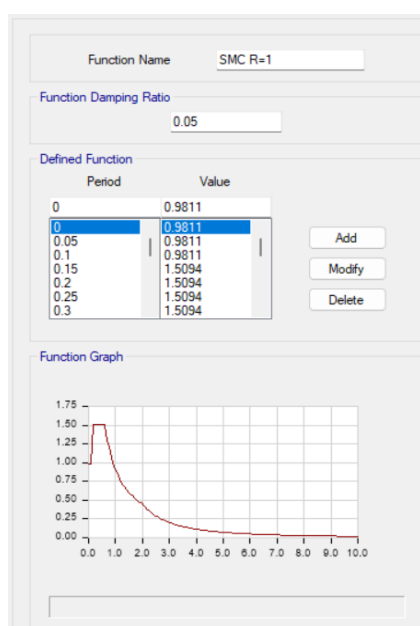 Function Name SMC R=1
Function Damping Ratio
0.05
Defined Function
Period Value
0 0.9811
0 0.9811
0.05 0.9811
0.1 0.9811
0.15 1.5094
0.2 1.5094
0.25 1.5094
0.3 1.5094
Add
Modify
Delete
Function Graph
1.75
1.50
1.25
1.00
0.75
0.50
0.25
0.00
0.0 1.0 2.0 3.0 4.0 5.0 6.0 7.0 8.0 9.0 10.0